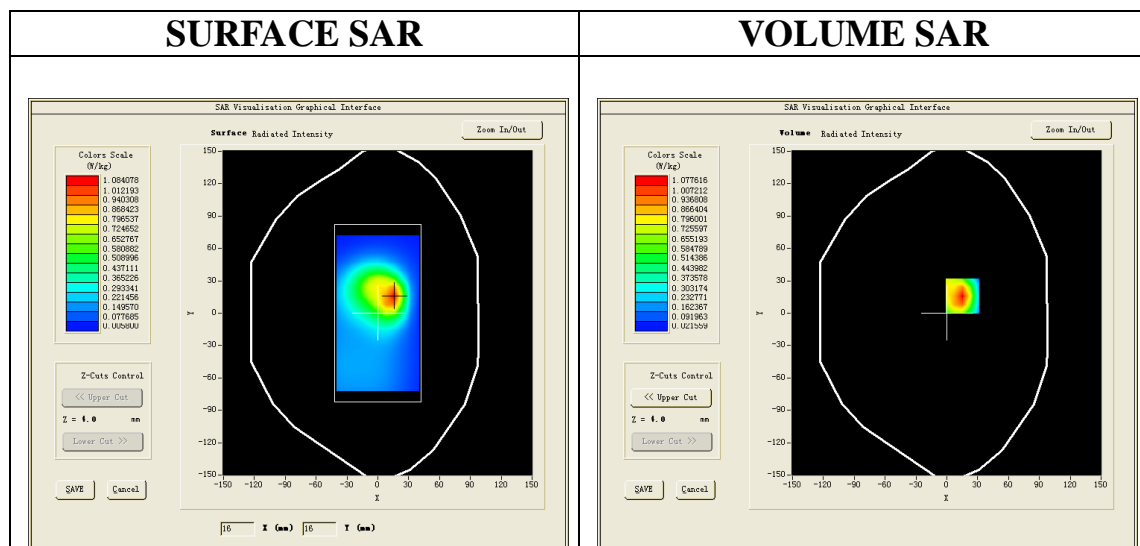 SURFACE SAR
VOLUME SAR
SAR Visualisation Graphical Interface
Surface Radiated Intensity
Zoom In/Out
Colors Scale
(W/kg)
1.084078
1.012193
0.940308
0.868423
0.796537
0.724652
0.652767
0.580882
0.508996
0.437111
0.365226
0.293341
0.221456
0.149570
0.077685
0.005800
150
120
90
60
30
0
-30
-60
-90
-120
-150
Y
-150 -120 -90 -60 -30 0 30 60 90 120 150
X
Z-Cuts Control
<< Upper Cut
Z = 4.0 mm
Lower Cut >>
SAVE Cancel
16 X (mm) 16 Y (mm)
SAR Visualisation Graphical Interface
Volume Radiated Intensity
Zoom In/Out
Colors Scale
(W/kg)
1.077616
1.007212
0.936808
0.866404
0.796001
0.725597
0.655193
0.584789
0.514386
0.443982
0.373578
0.303174
0.232771
0.162367
0.091963
0.021559
150
120
90
60
30
0
-30
-60
-90
-120
-150
Y
-150 -120 -90 -60 -30 0 30 60 90 120 150
X
Z-Cuts Control
<< Upper Cut
Z = 4.0 mm
Lower Cut >>
SAVE Cancel